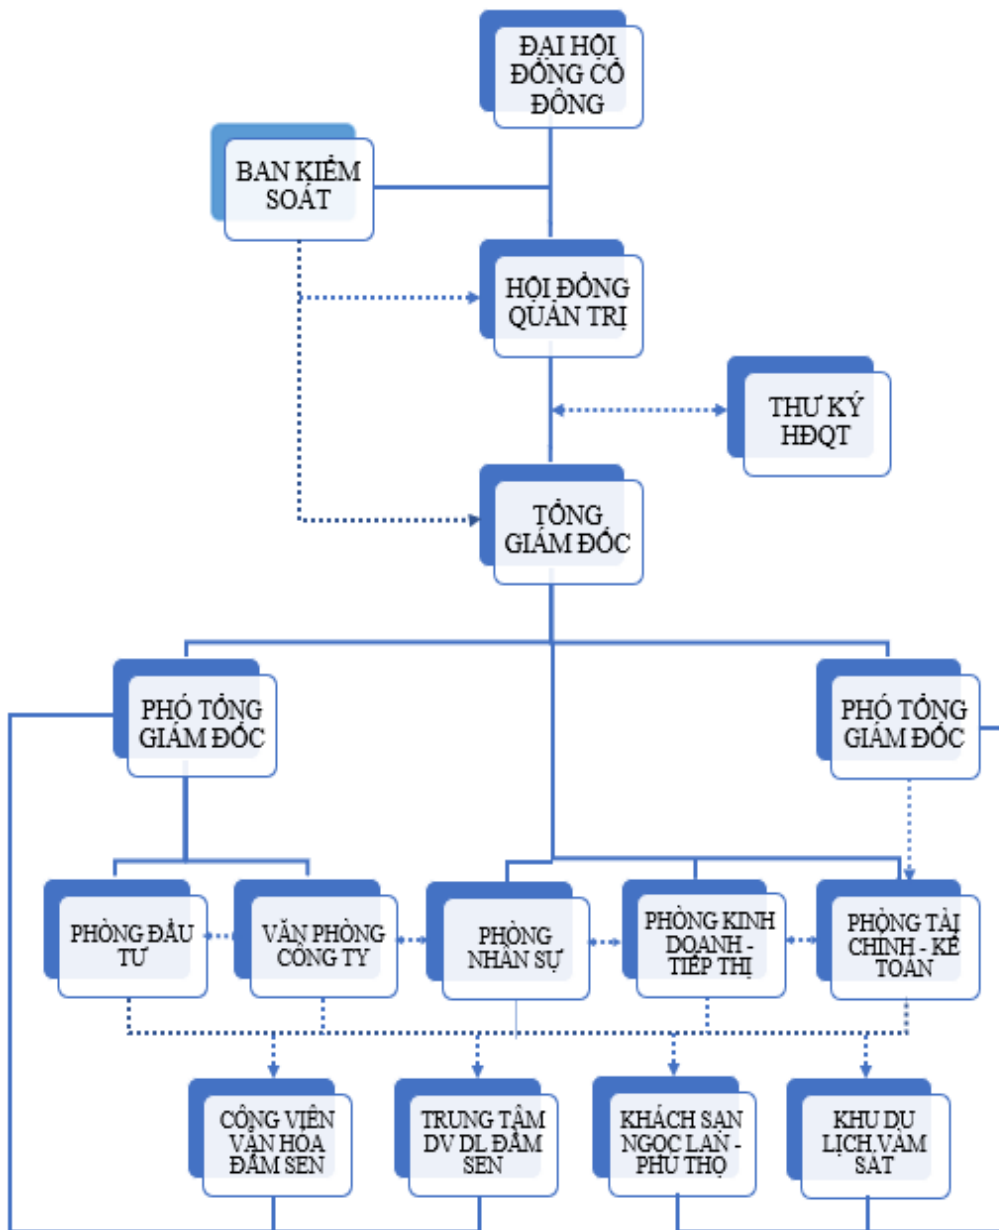 ĐẠI HỘI
ĐỒNG CỔ
ĐÔNG
BAN KIỂM
SOÁT
HỘI ĐỒNG
QUẢN TRỊ
THƯ KÝ
HĐQT
TỔNG
GIÁM ĐỐC
PHÓ TỔNG
GIÁM ĐỐC
PHÓ TỔNG
GIÁM ĐỐC
PHÒNG ĐẦU
TƯ
VĂN PHÒNG
CÔNG TY
PHÒNG
NHÂN SỰ
PHÒNG KINH
DOANH -
TIẾP THỊ
PHÒNG TÀI
CHÍNH - KẾ
TOÁN
CÔNG VIÊN
VĂN HÓA
ĐẦM SEN
TRUNG TÂM
DV DL ĐẦM
SEN
KHÁCH SẠN
NGỌC LAN -
PHÚ THỌ
KHU DU
LỊCH VÀM
SÁT